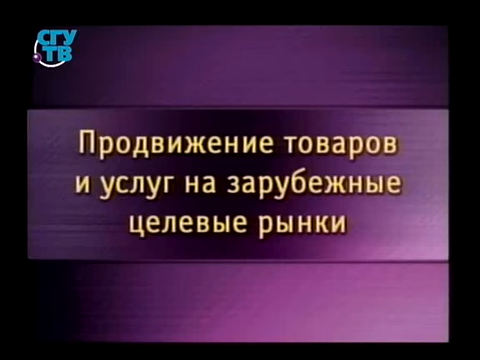 СГУ
ТВ
Продвижение товаров
и услуг на зарубежные
целевые рынки